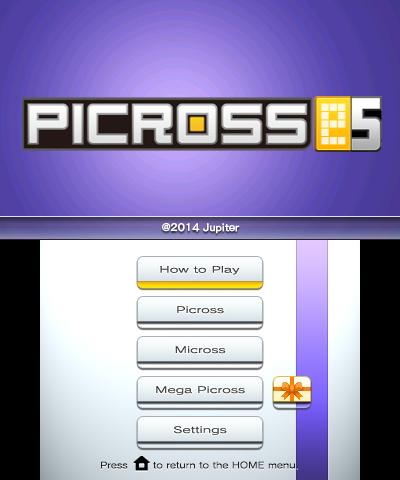 PICROSS e5
@2014 Jupiter
How to Play
Picross
Micross
Mega Picross
Settings
Press to return to the HOME menu.